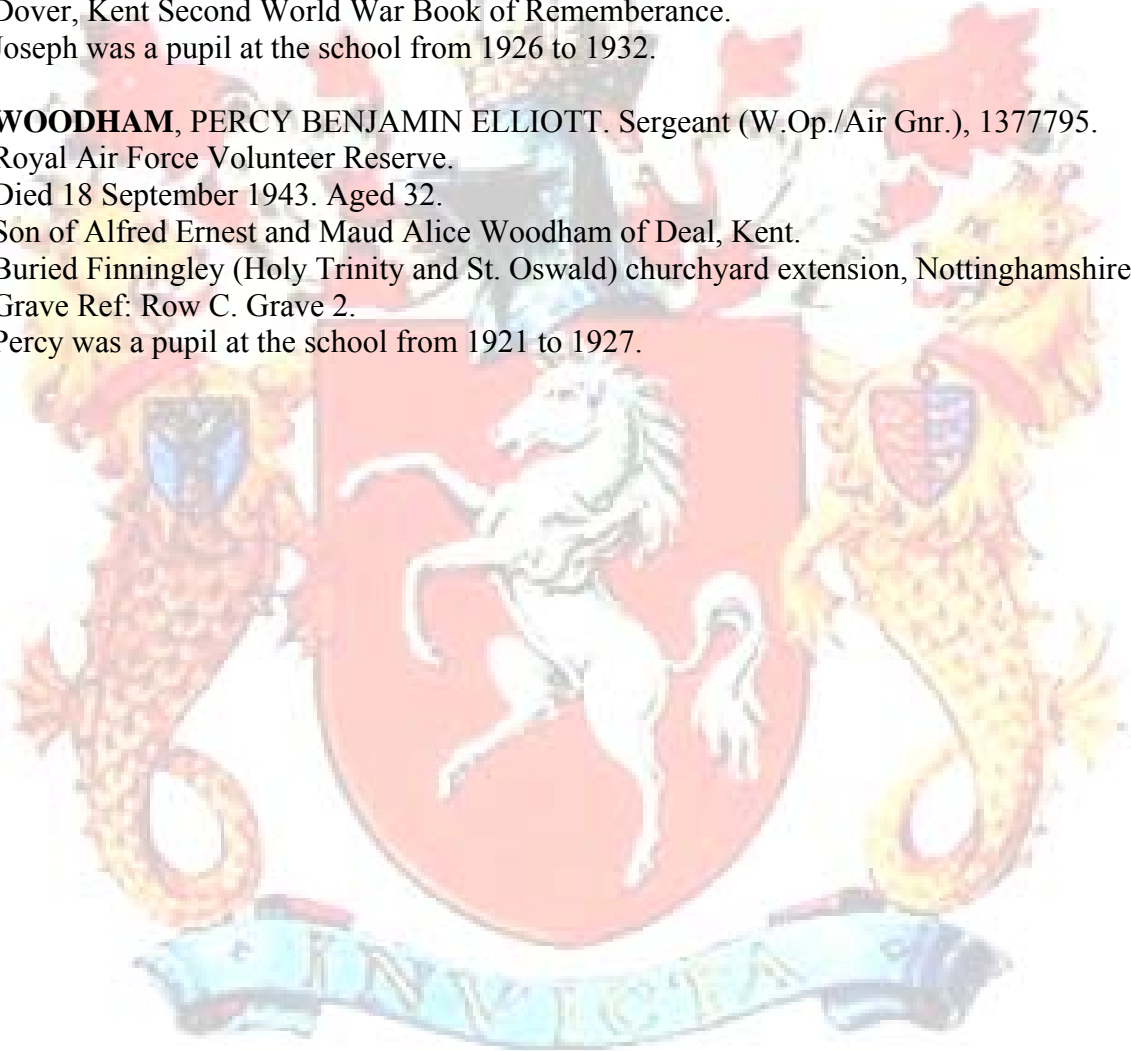 Dover, Kent Second World War Book of Rememberance.
Joseph was a pupil at the school from 1926 to 1932.
WOODHAM, PERCY BENJAMIN ELLIOTT. Sergeant (W.Op./Air Gnr.), 1377795.
Royal Air Force Volunteer Reserve.
Died 18 September 1943. Aged 32.
Son of Alfred Ernest and Maud Alice Woodham of Deal, Kent.
Buried Finningley (Holy Trinity and St. Oswald) churchyard extension, Nottinghamshire
Grave Ref: Row C. Grave 2.
Percy was a pupil at the school from 1921 to 1927.
INVICTA